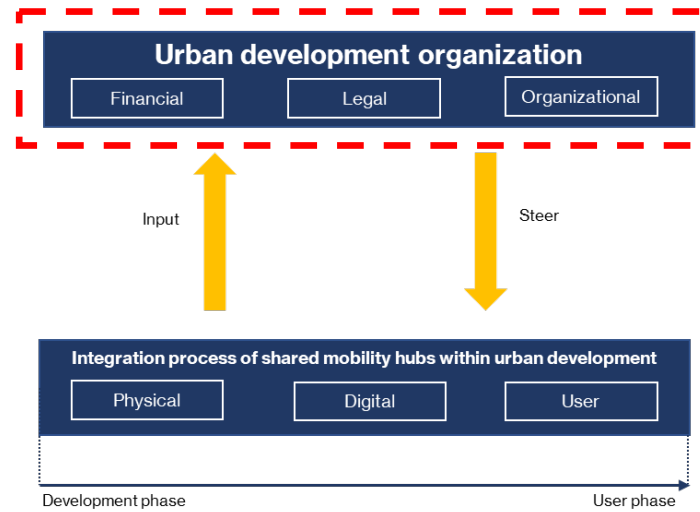 Urban development organization
Financial
Legal
Organizational
Input
Steer
Integration process of shared mobility hubs within urban development
Physical
Digital
User
Development phase
User phase